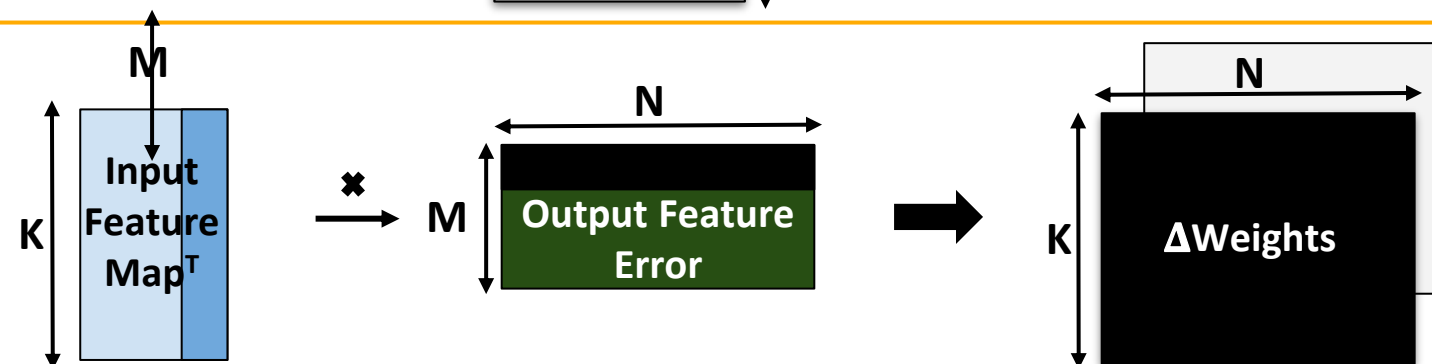 M
K
Input
Feature
Map^T
✖
M
N
Output Feature
Error
N
K
ΔWeights